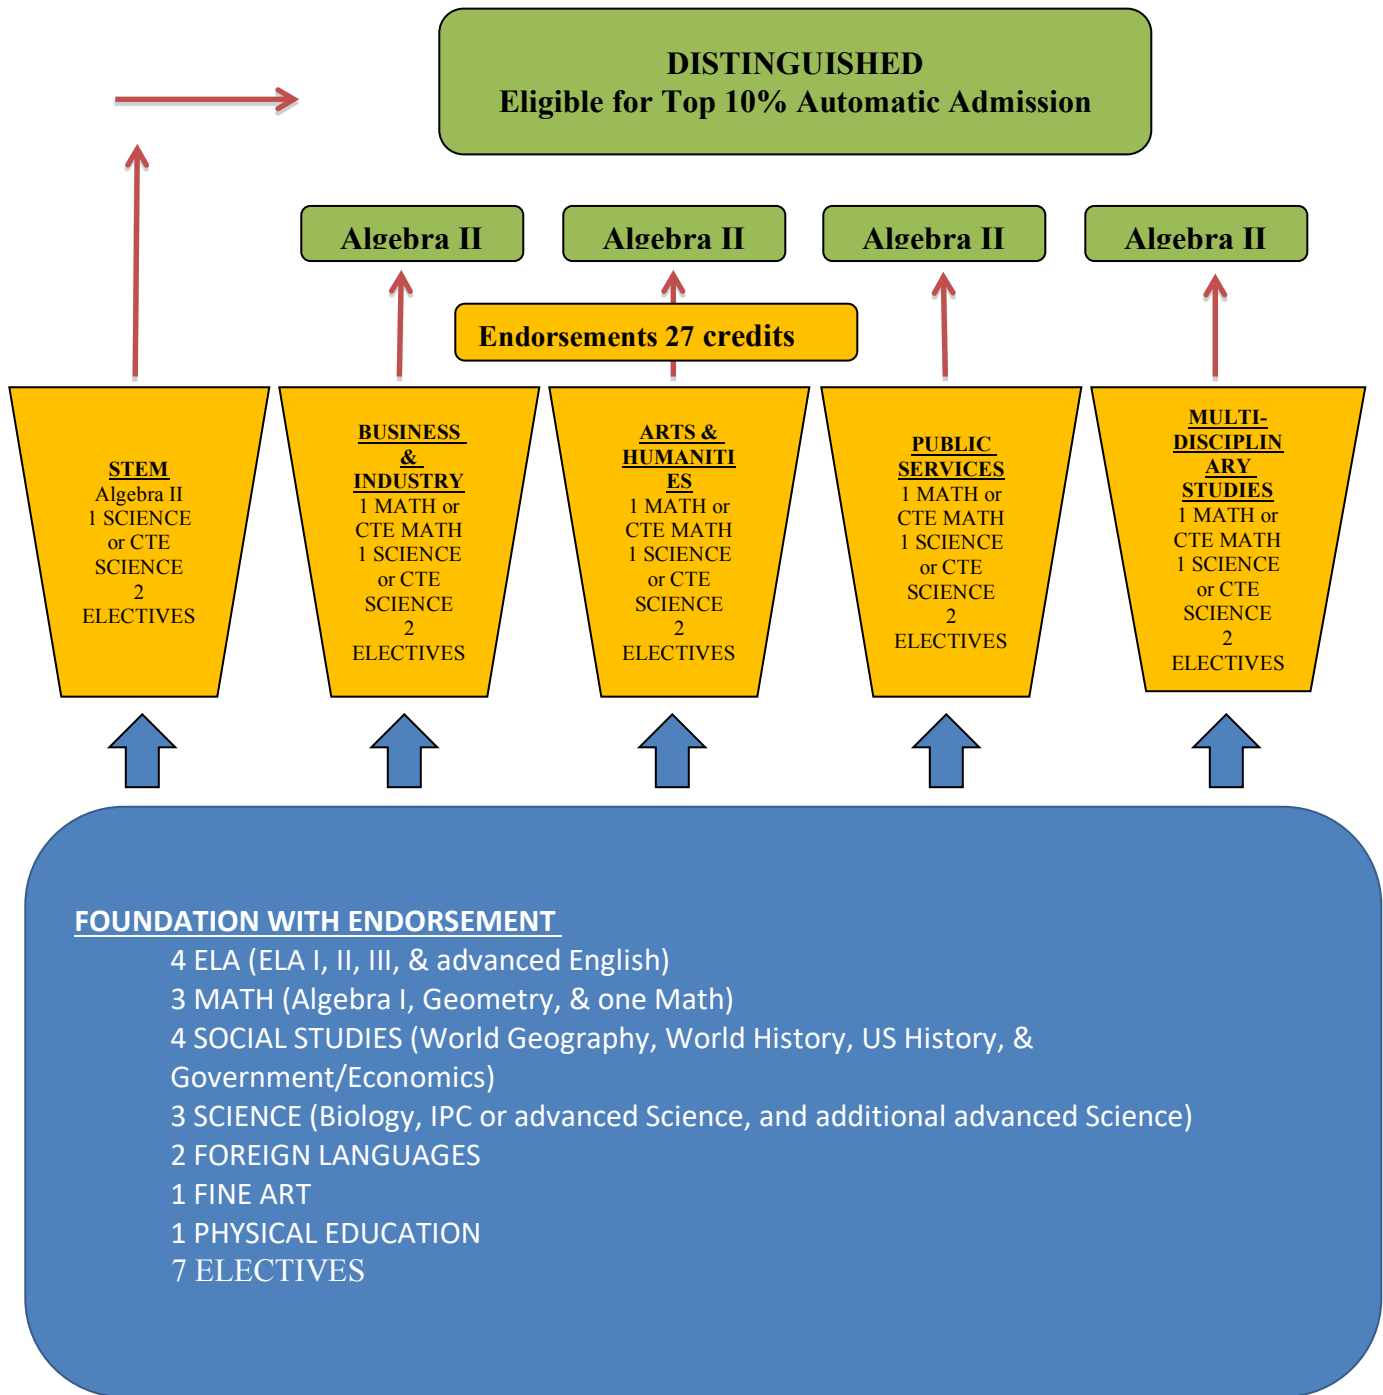 DISTINGUISHED
Eligible for Top 10% Automatic Admission
Algebra II
Algebra II
Algebra II
Algebra II
Endorsements 27 credits
STEM
Algebra II
1 SCIENCE
or CTE
SCIENCE
2
ELECTIVES
BUSINESS
&
INDUSTRY
1 MATH or
CTE MATH
1 SCIENCE
or CTE
SCIENCE
2
ELECTIVES
ARTS &
HUMANITI
ES
1 MATH or
CTE MATH
1 SCIENCE
or CTE
SCIENCE
2
ELECTIVES
PUBLIC
SERVICES
1 MATH or
CTE MATH
1 SCIENCE
or CTE
SCIENCE
2
ELECTIVES
MULTI-
DISCIPLIN
ARY
STUDIES
1 MATH or
CTE MATH
1 SCIENCE
or CTE
SCIENCE
2
ELECTIVES
FOUNDATION WITH ENDORSEMENT
4 ELA (ELA I, II, III, & advanced English)
3 MATH (Algebra I, Geometry, & one Math)
4 SOCIAL STUDIES (World Geography, World History, US History, &
Government/Economics)
3 SCIENCE (Biology, IPC or advanced Science, and additional advanced Science)
2 FOREIGN LANGUAGES
1 FINE ART
1 PHYSICAL EDUCATION
7 ELECTIVES